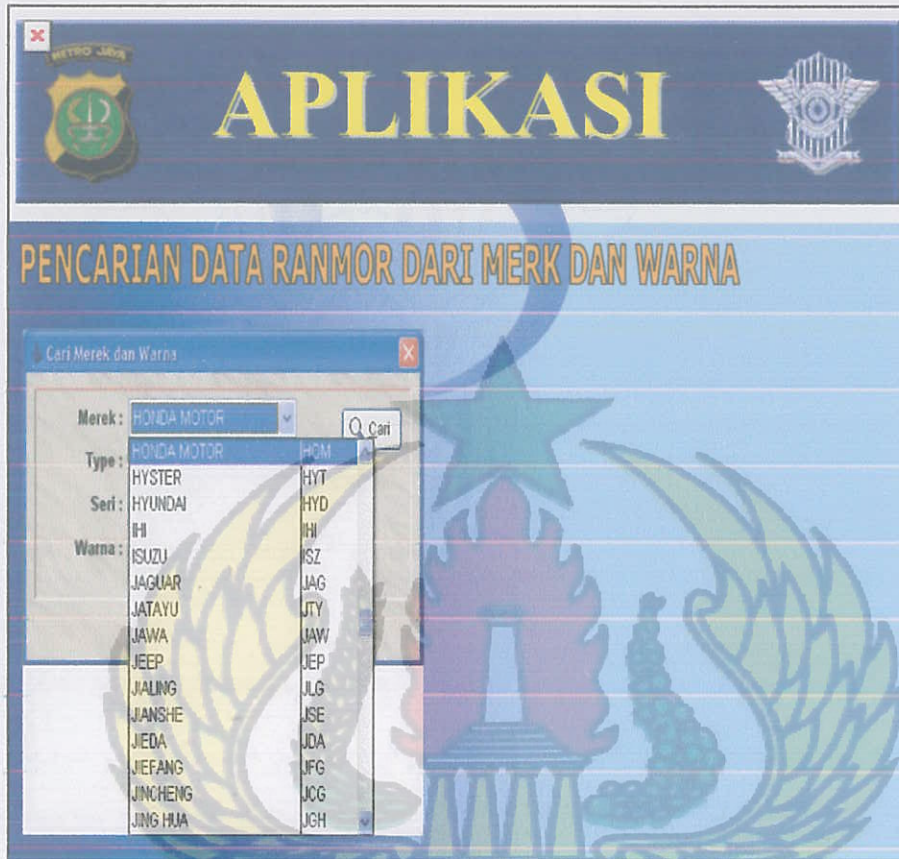 METRO JAYA
APLIKASI
PENCARIAN DATA RANMOR DARI MERK DAN WARNA
Cari Merek dan Warna
Merek : HONDA MOTOR
Cari
Type :
Seri :
Warna :
HONDA MOTOR HOM
HYSTER HYT
HYUNDAI HYD
IHI IHI
ISUZU ISZ
JAGUAR JAG
JATAYU JTY
JAWA JAW
JEEP JEP
JIALING JLG
JIANSHE JSE
JIEDA JDA
JIEFANG JFG
JINCHENG JCG
JING HUA JGH